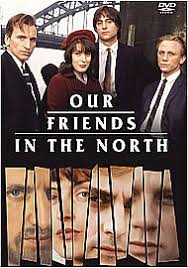 DVD
OUR
FRIENDS
IN THE NORTH